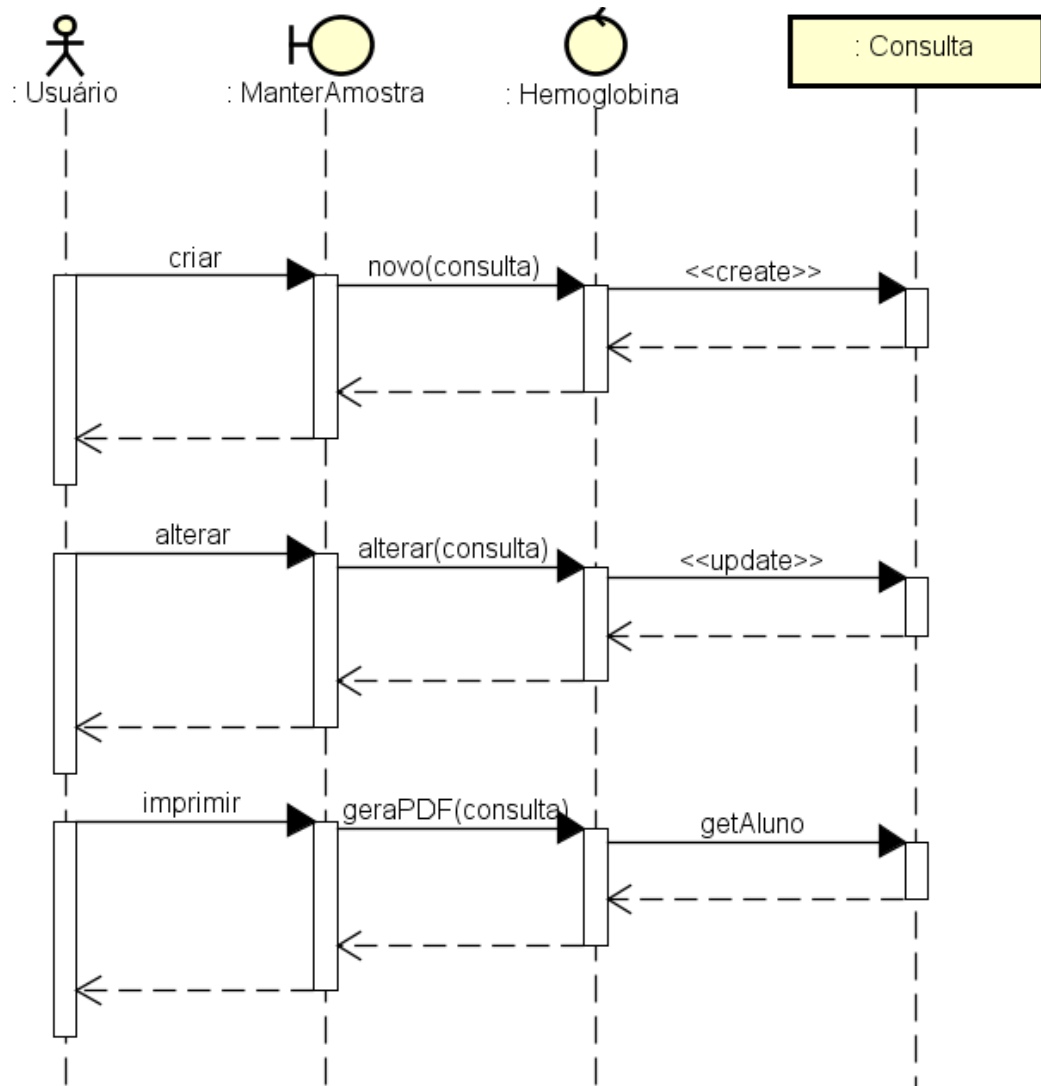 : Usuário
: ManterAmostra
: Hemoglobina
: Consulta
criar
novo(consulta)
<<create>>
alterar
alterar(consulta)
<<update>>
imprimir
geraPDF(consulta)
getAluno